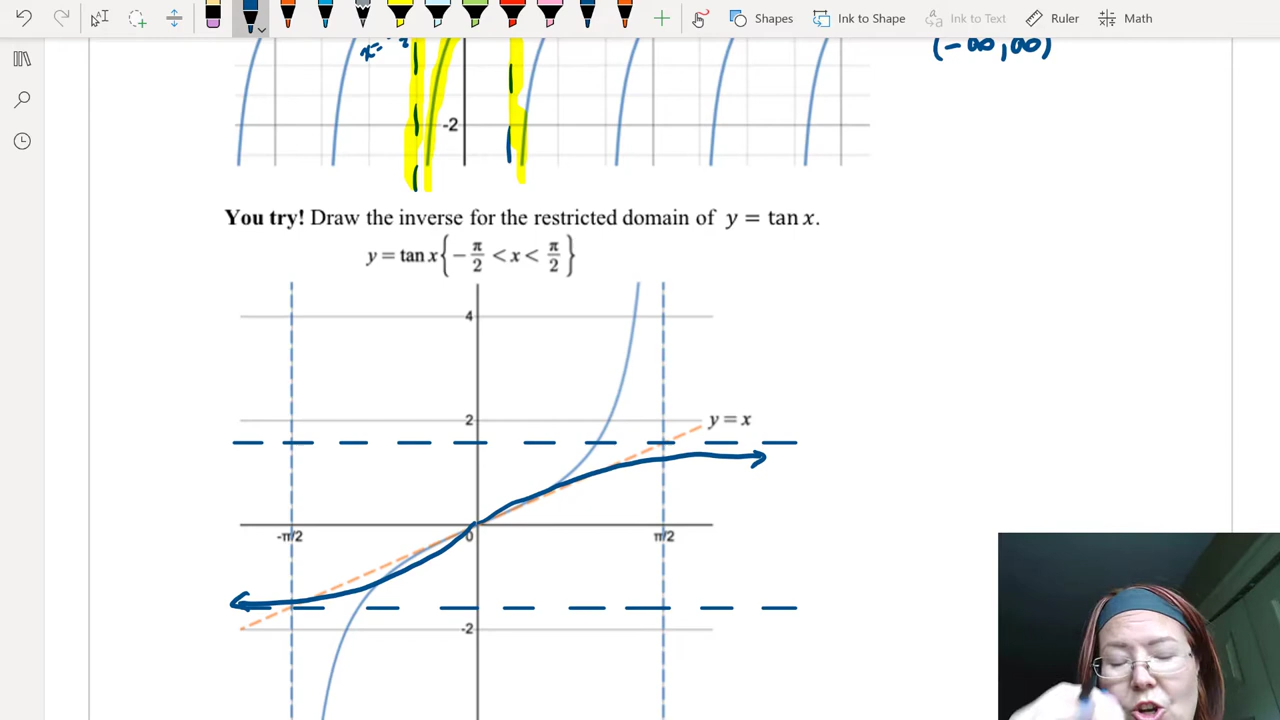 Shapes Ink to Shape Ink to Text Ruler Math
(-∞,∞)
-2
You try! Draw the inverse for the restricted domain of y = tan x.
y = tan x{-π/2 < x < π/2}
4
2
y = x
-π/2 0 π/2
-2